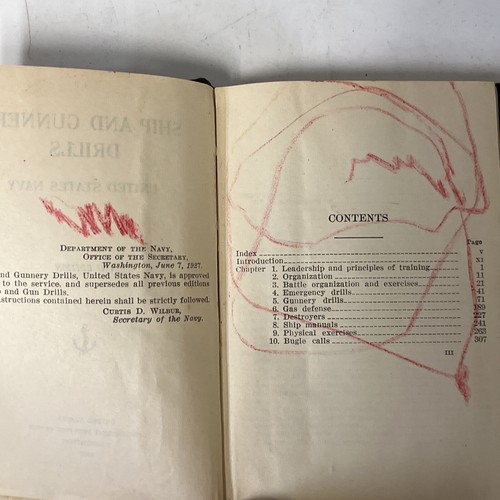 DEPARTMENT OF THE NAVY,
OFFICE OF THE SECRETARY,
Washington, June 7, 1927.
nd Gunnery Drills, United States Navy, is approved
to the service, and supersedes all previous editions
and Gun Drills.
structions contained herein shall be strictly followed.
CURTIS D. WILBUR,
Secretary of the Navy.
CONTENTS
Page
Index V
Introduction XI
Chapter 1. Leadership and principles of training 1
2. Organization 11
3. Battle organization and exercises 21
4. Emergency drills 41
5. Gunnery drills 71
6. Gas defense 189
7. Destroyers 227
8. Ship manuals 241
9. Physical exercises 263
10. Bugle calls 307
III
SHIP AND GUNNER
DRILLS
UNITED STATES NAVY